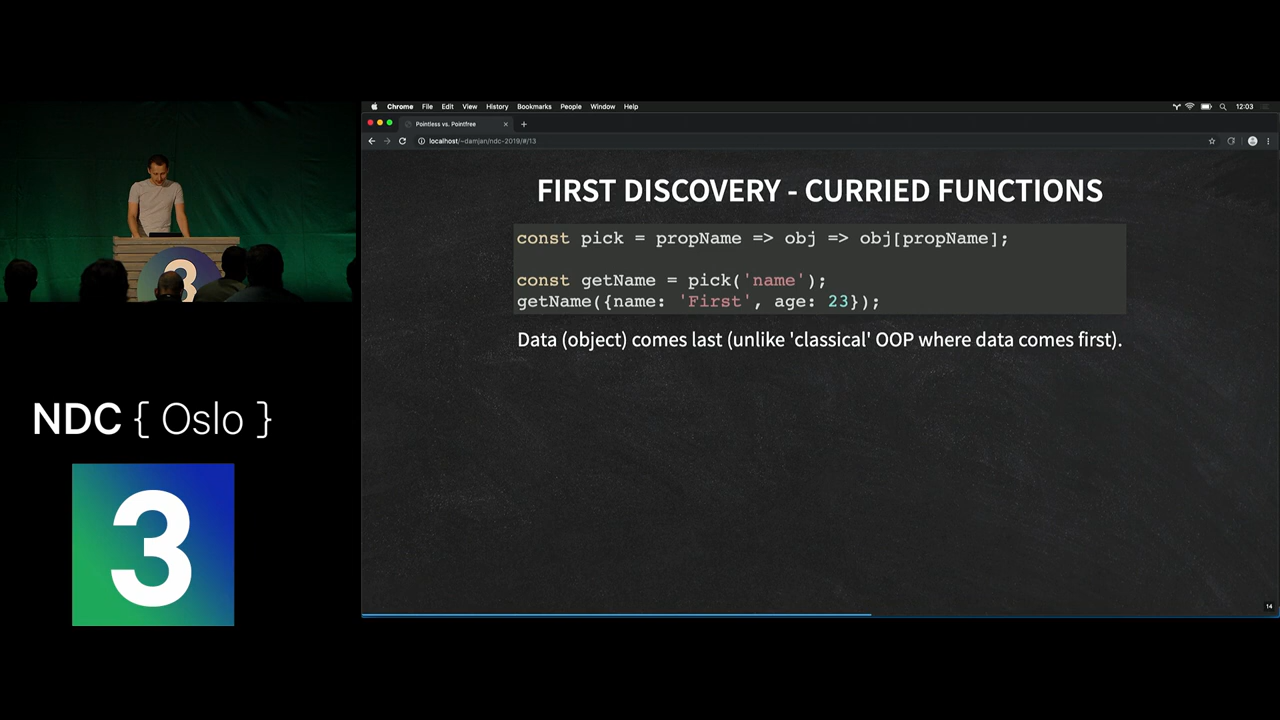 Chrome File Edit View History Bookmarks People Window Help 12:03
Pointless vs. Pointfree
localhost/~damjan/ndc-2019/#/13
FIRST DISCOVERY - CURRIED FUNCTIONS
const pick = propName => obj => obj[propName];
const getName = pick('name');
getName({name: 'First', age: 23});
Data (object) comes last (unlike 'classical' OOP where data comes first).
14
3
NDC { Oslo }
3